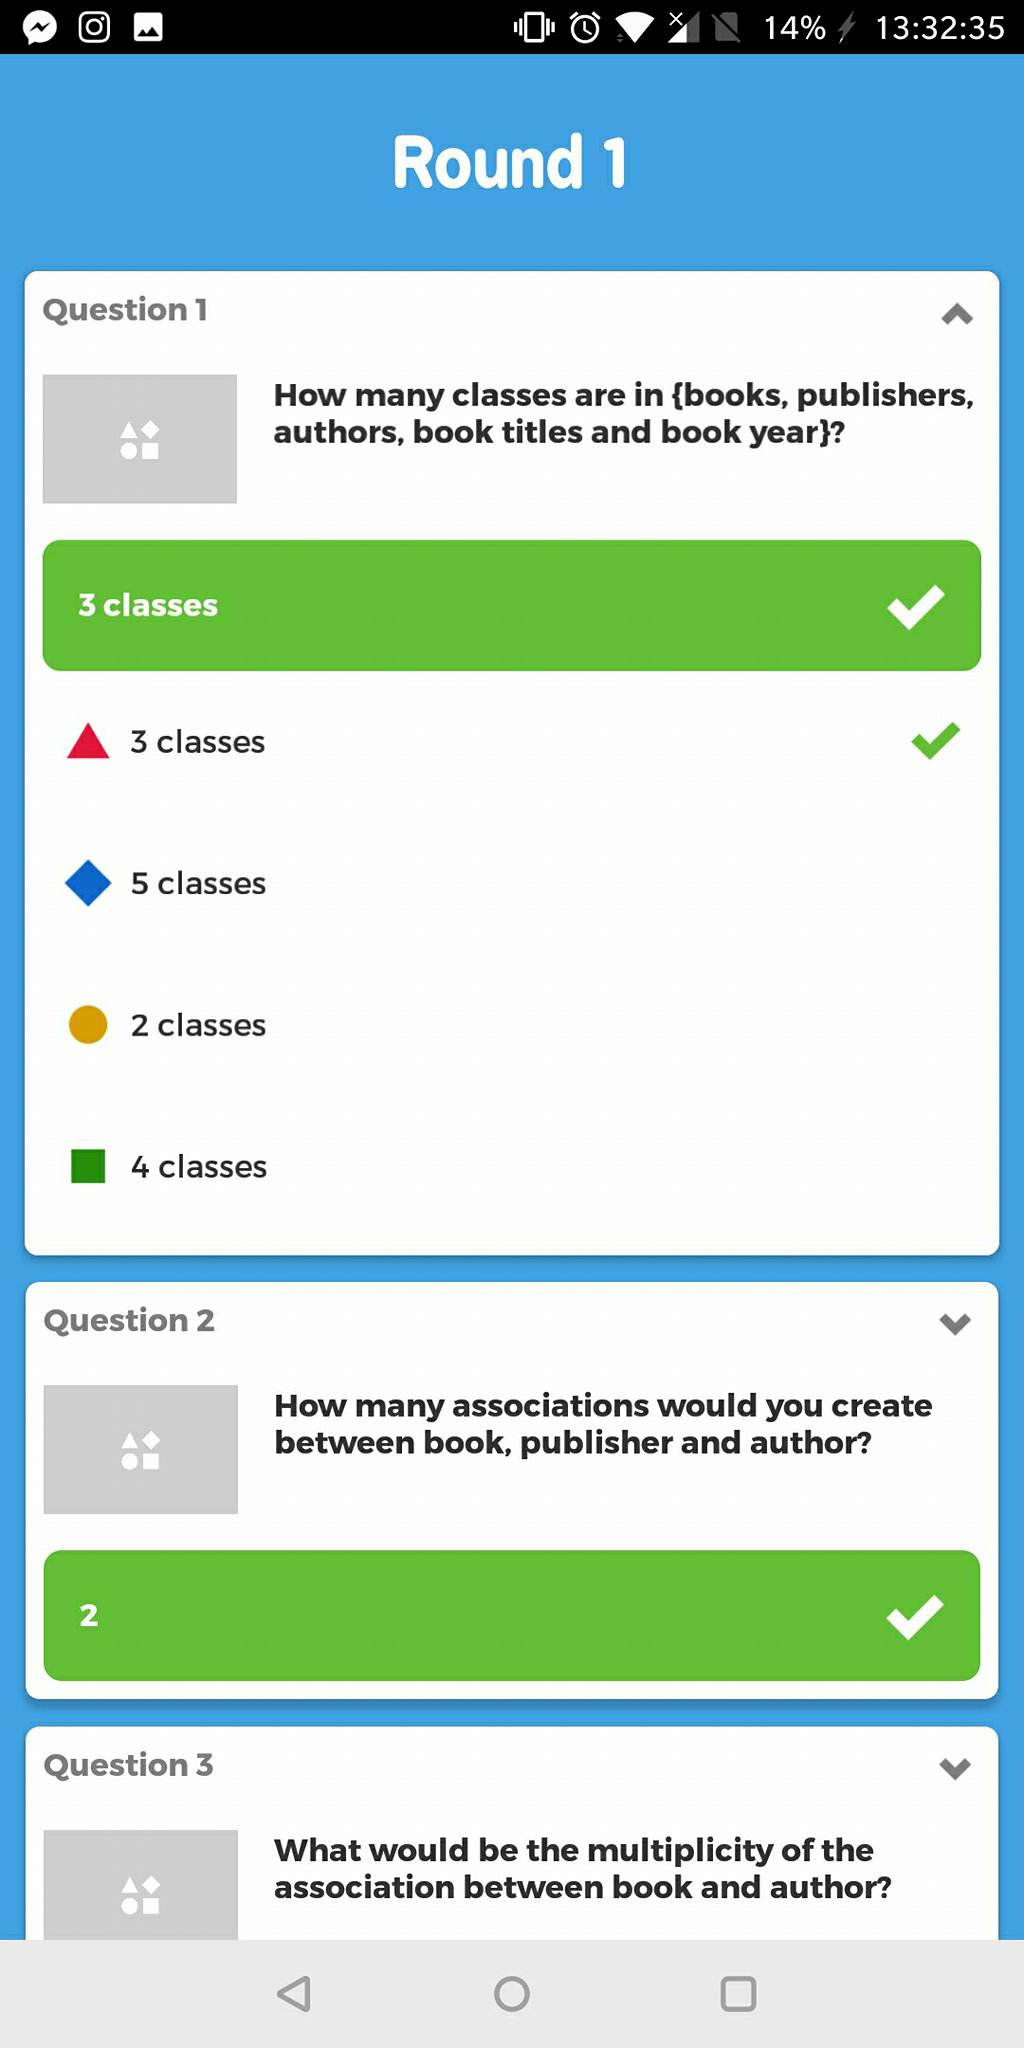 14% 13:32:35
Round 1
Question 1
How many classes are in {books, publishers,
authors, book titles and book year}?
3 classes
3 classes
5 classes
2 classes
4 classes
Question 2
How many associations would you create
between book, publisher and author?
2
Question 3
What would be the multiplicity of the
association between book and author?